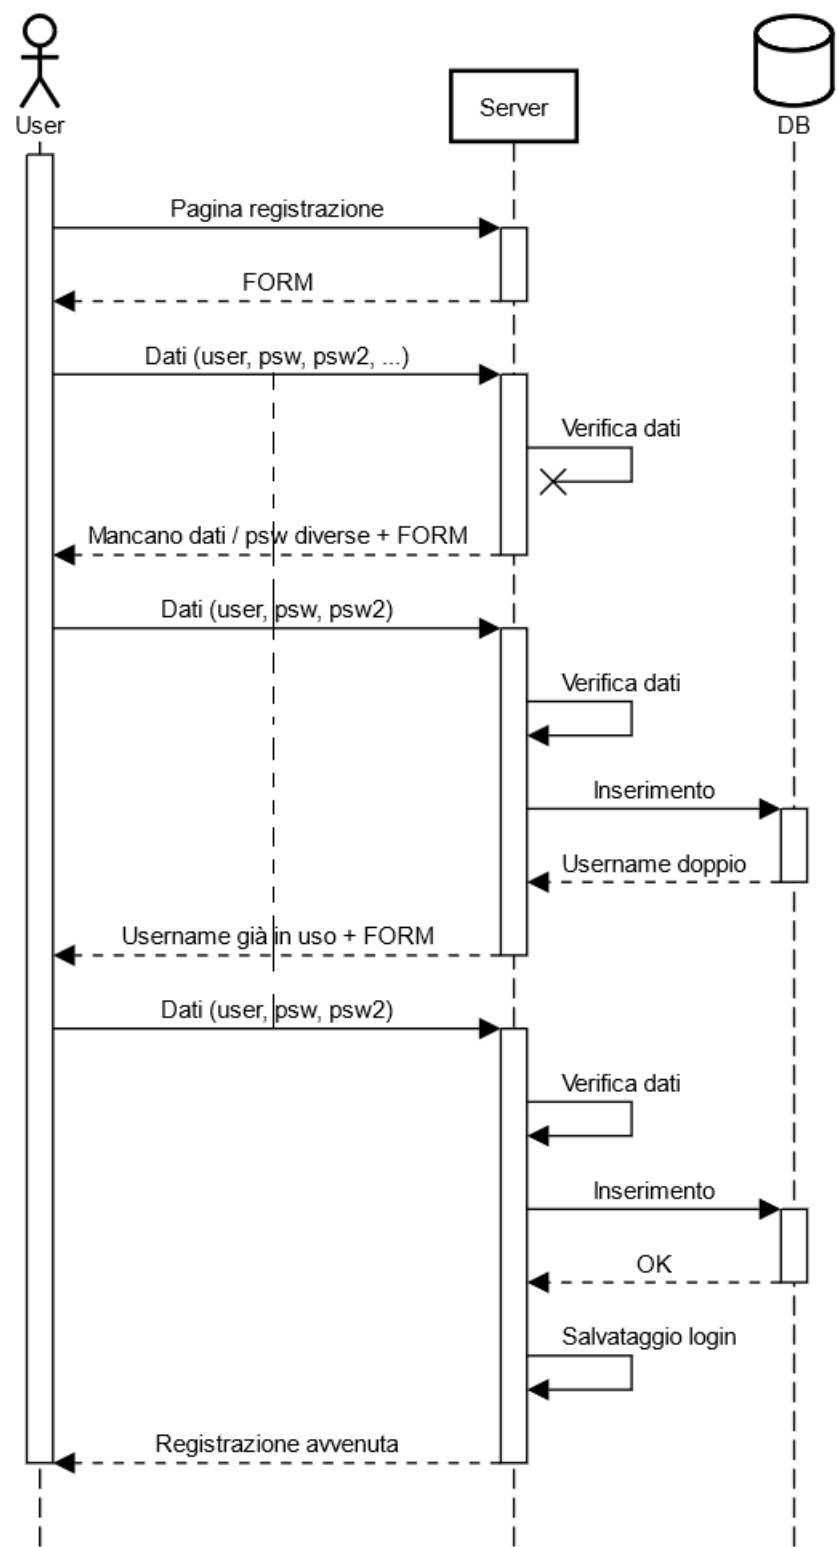 User
Server
DB
Pagina registrazione
FORM
Dati (user, psw, psw2, ...)
Verifica dati
Mancano dati / psw diverse + FORM
Dati (user, psw, psw2)
Verifica dati
Inserimento
Username doppio
Username già in uso + FORM
Dati (user, psw, psw2)
Verifica dati
Inserimento
OK
Salvataggio login
Registrazione avvenuta